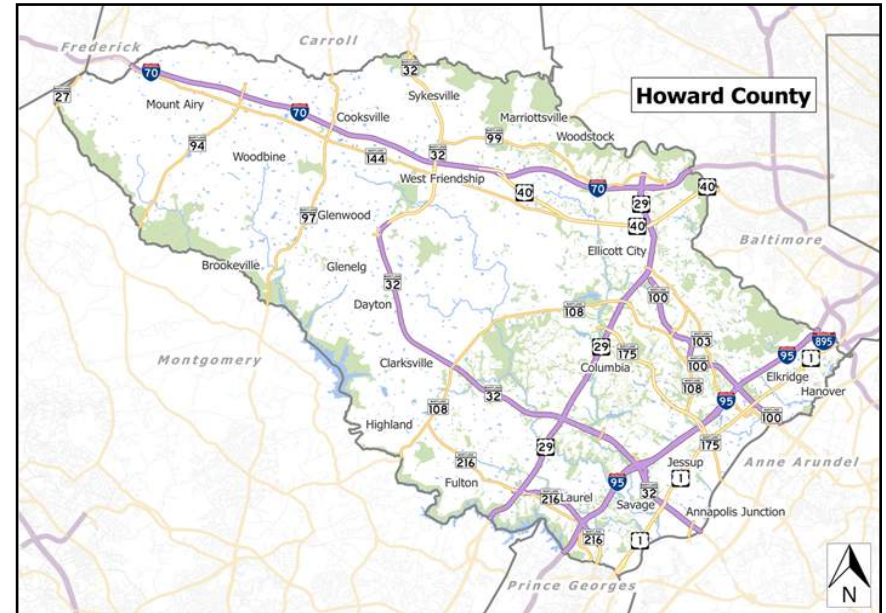 Frederick
Carroll
Howard County
32
70
27
Mount Airy
Sykesville
70
Cooksville
Marriottsville
94
99
Woodstock
Woodbine
144
32
West Friendship
40
70
40
29
97
Glenwood
40
Baltimore
Ellicott City
Brookeville
Glenelg
32
100
Dayton
108
103
895
Montgomery
29
175
95
1
Clarksville
Columbia
100
Elkridge
32
108
Hanover
108
95
100
Highland
29
175
216
Jessup
Anne Arundel
Fulton
95
1
216
Laurel
32
Savage
Annapolis Junction
216
1
Prince Georges
N